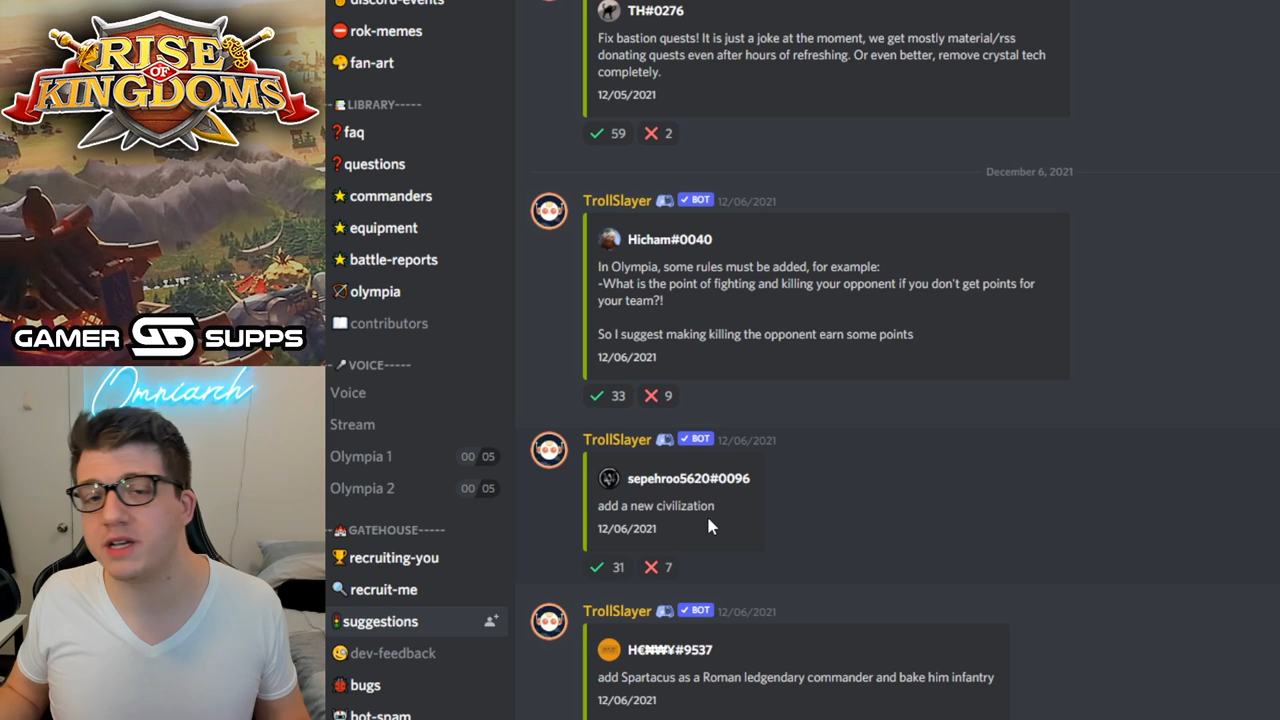 RISE
OF
KINGDOMS
GAMER GS SUPPS
Omniarch
discord-events
rok-memes
fan-art
LIBRARY-----
faq
questions
commanders
equipment
battle-reports
olympia
contributors
VOICE----
Voice
Stream
Olympia 1 00 05
Olympia 2 00 05
GATEHOUSE-----
recruiting-you
recruit-me
suggestions
dev-feedback
bugs
bot-spam
TH#0276
Fix bastion quests! It is just a joke at the moment, we get mostly material/rss
donating quests even after hours of refreshing. Or even better, remove crystal tech
completely.
12/05/2021
59 2
December 6, 2021
TrollSlayer BOT 12/06/2021
Hicham#0040
In Olympia, some rules must be added, for example:
-What is the point of fighting and killing your opponent if you don't get points for
your team?!
So I suggest making killing the opponent earn some points
12/06/2021
33 9
TrollSlayer BOT 12/06/2021
sepehroo5620#0096
add a new civilization
12/06/2021
31 7
TrollSlayer BOT 12/06/2021
H€₦₦¥#9537
add Spartacus as a Roman ledgendary commander and bake him infantry
12/06/2021